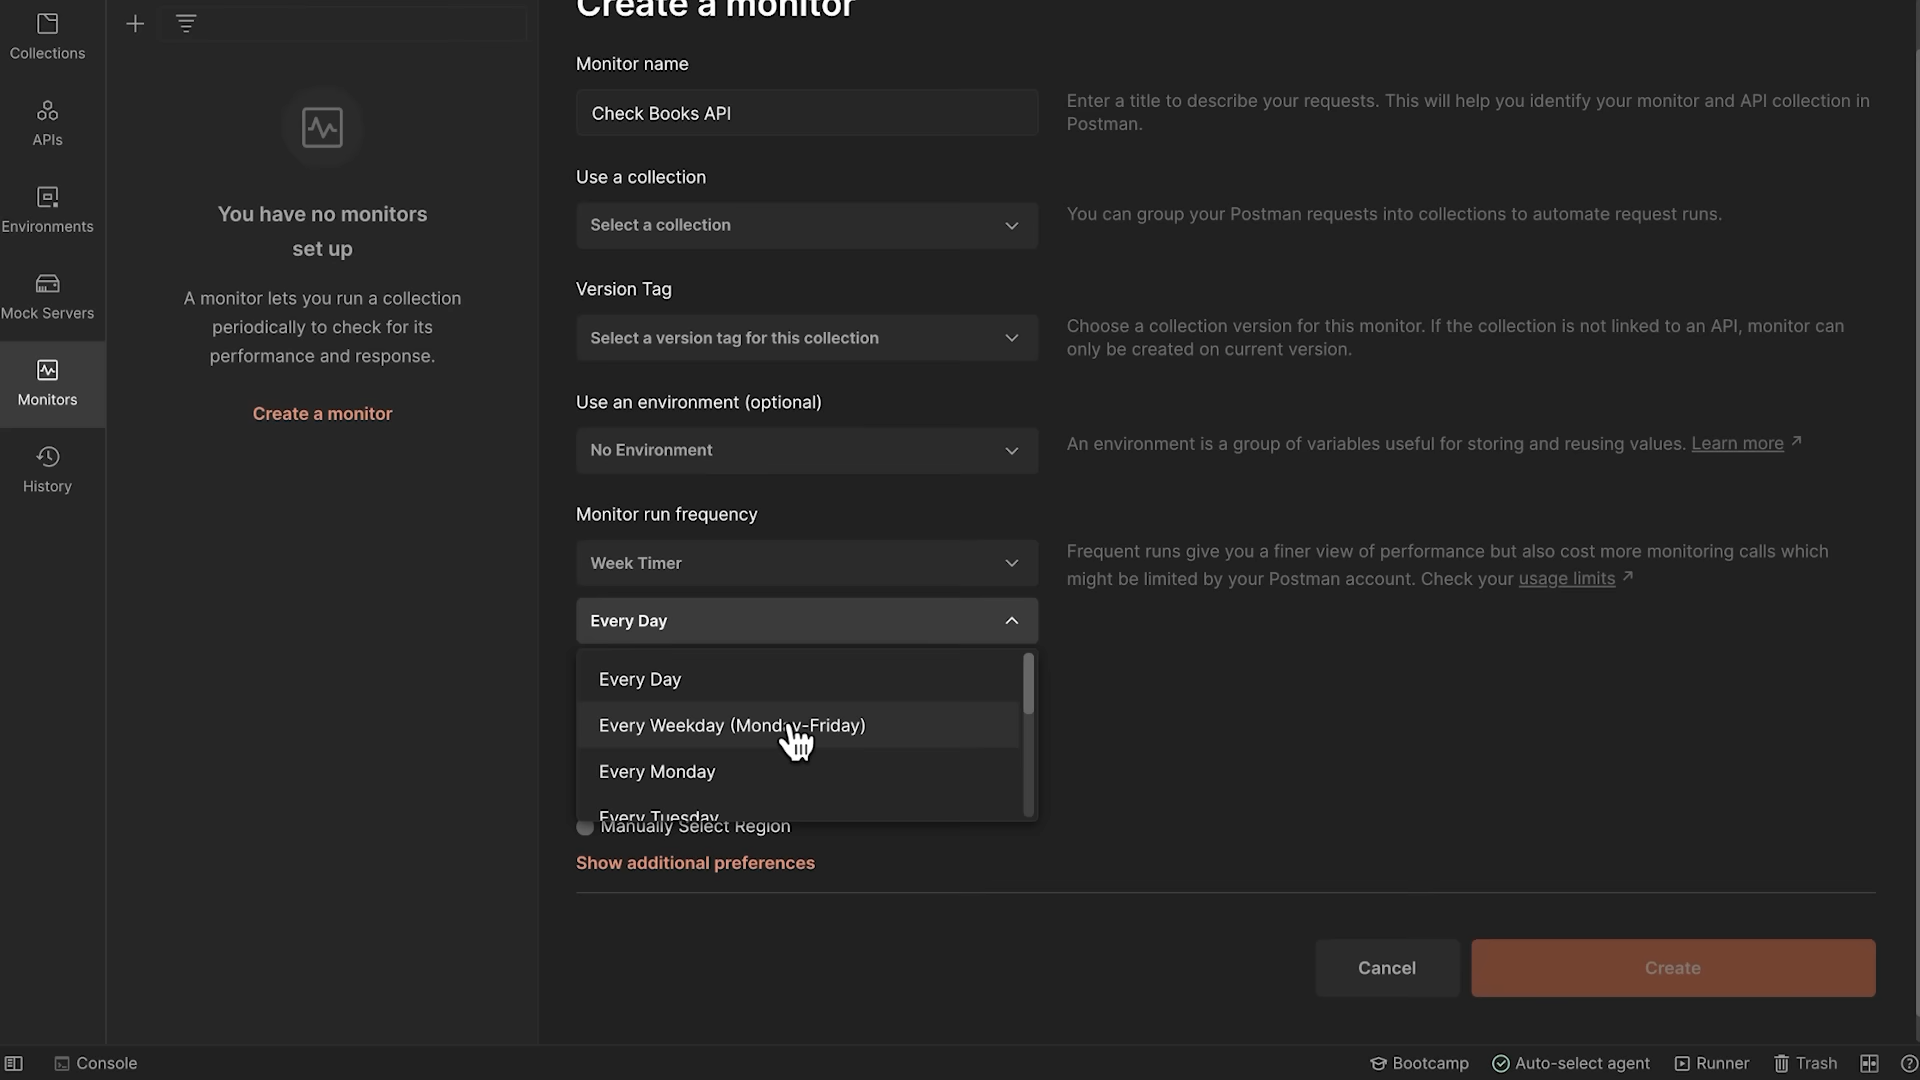 Create a monitor
Collections
APIs
Environments
Mock Servers
Monitors
History
You have no monitors
set up
A monitor lets you run a collection
periodically to check for its
performance and response.
Create a monitor
Monitor name
Check Books API
Enter a title to describe your requests. This will help you identify your monitor and API collection in
Postman.
Use a collection
Select a collection
You can group your Postman requests into collections to automate request runs.
Version Tag
Select a version tag for this collection
Choose a collection version for this monitor. If the collection is not linked to an API, monitor can
only be created on current version.
Use an environment (optional)
No Environment
An environment is a group of variables useful for storing and reusing values. Learn more ↗
Monitor run frequency
Week Timer
Frequent runs give you a finer view of performance but also cost more monitoring calls which
might be limited by your Postman account. Check your usage limits ↗
Every Day
Every Day
Every Weekday (Monday-Friday)
Every Monday
Every Tuesday
Manually Select Region
Show additional preferences
Cancel
Create
Console
Bootcamp
Auto-select agent
Runner
Trash